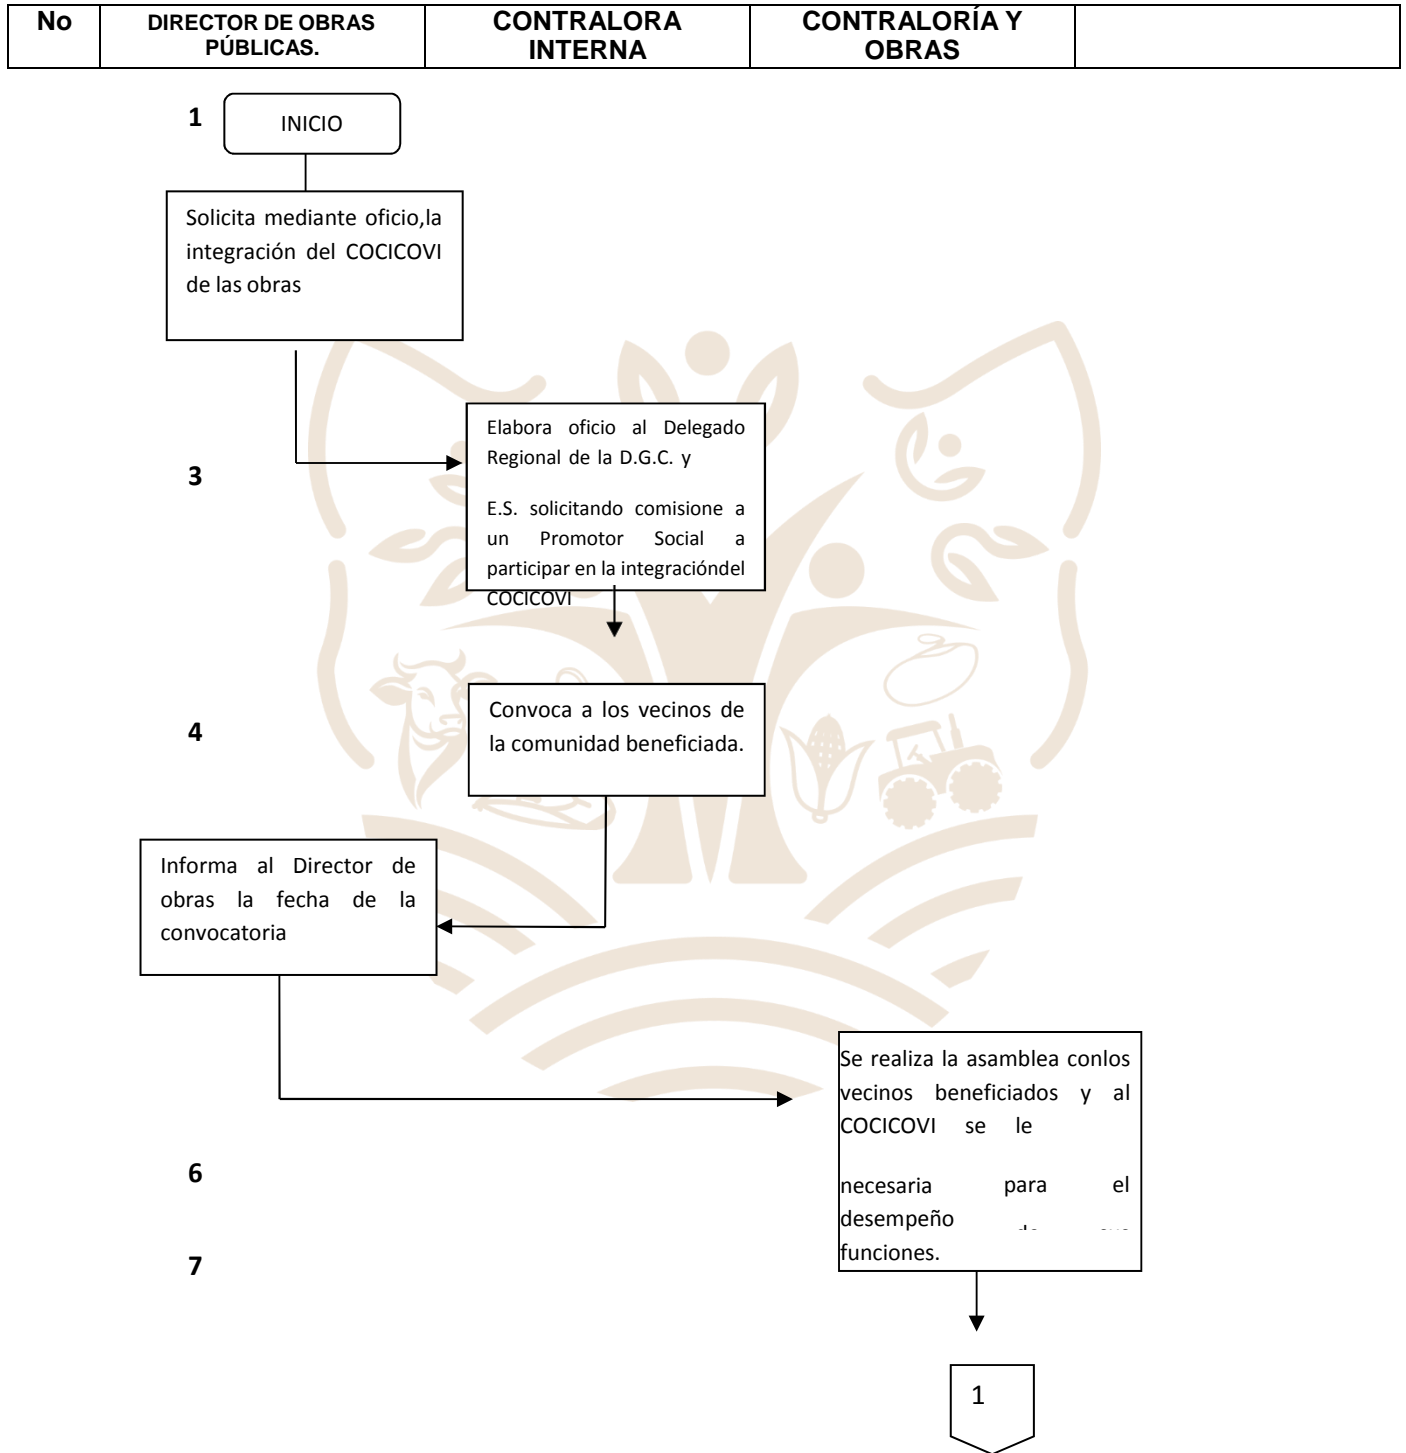 No
DIRECTOR DE OBRAS
PÚBLICAS.
CONTRALORA
INTERNA
CONTRALORÍA Y
OBRAS
1
INICIO
Solicita mediante oficio,la
integración del COCICOVI
de las obras
3
Elabora oficio al Delegado
Regional de la D.G.C. y
E.S. solicitando comisione a
un Promotor Social a
participar en la integracióndel
COCICOVI
4
Convoca a los vecinos de
la comunidad beneficiada.
Informa al Director de
obras la fecha de la
convocatoria
Se realiza la asamblea conlos
vecinos beneficiados y al
COCICOVI se le
6
necesaria para el
desempeño
funciones.
7
1